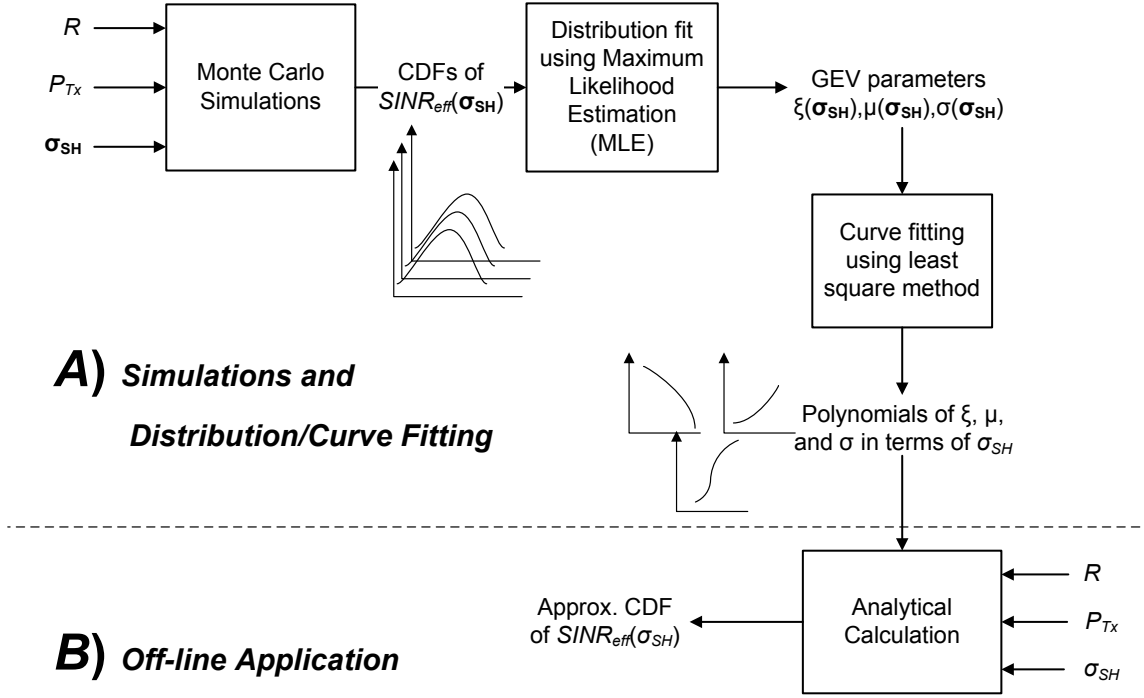 R
P_Tx
σ_SH
Monte Carlo
Simulations
CDFs of
SINR_eff(σ_SH)
Distribution fit
using Maximum
Likelihood
Estimation
(MLE)
GEV parameters
ξ(σ_SH),μ(σ_SH),σ(σ_SH)
Curve fitting
using least
square method
Polynomials of ξ, μ,
and σ in terms of σ_SH
A) Simulations and
Distribution/Curve Fitting
Analytical
Calculation
R
P_Tx
σ_SH
Approx. CDF
of SINR_eff(σ_SH)
B) Off-line Application